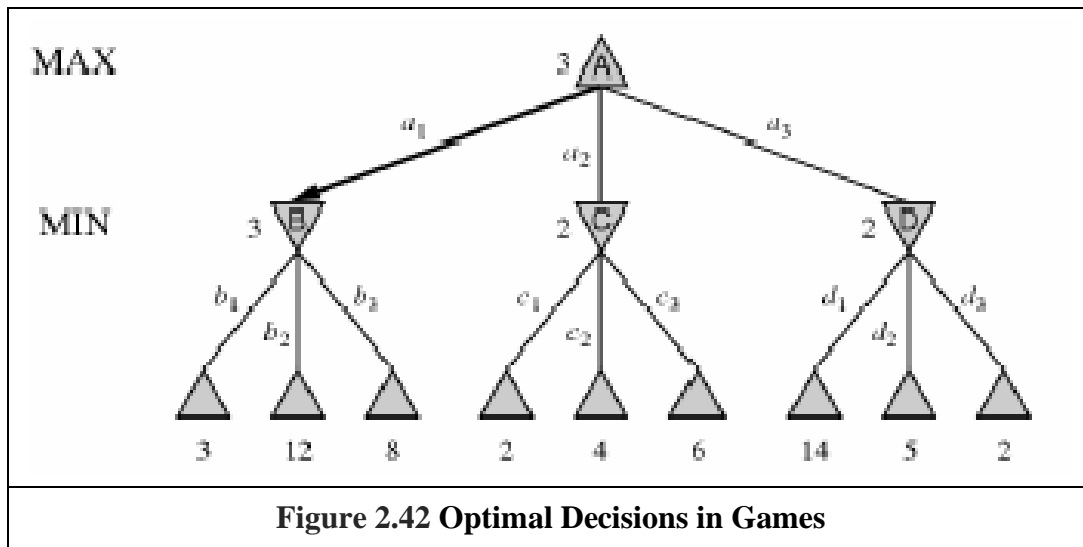 MAX
3 A
a1 a2 a3
MIN
3 B 2 C 2 D
b1 b2 b3 c1 c2 c3 d1 d2 d3
3 12 8 2 4 6 14 5 2
Figure 2.42 Optimal Decisions in Games